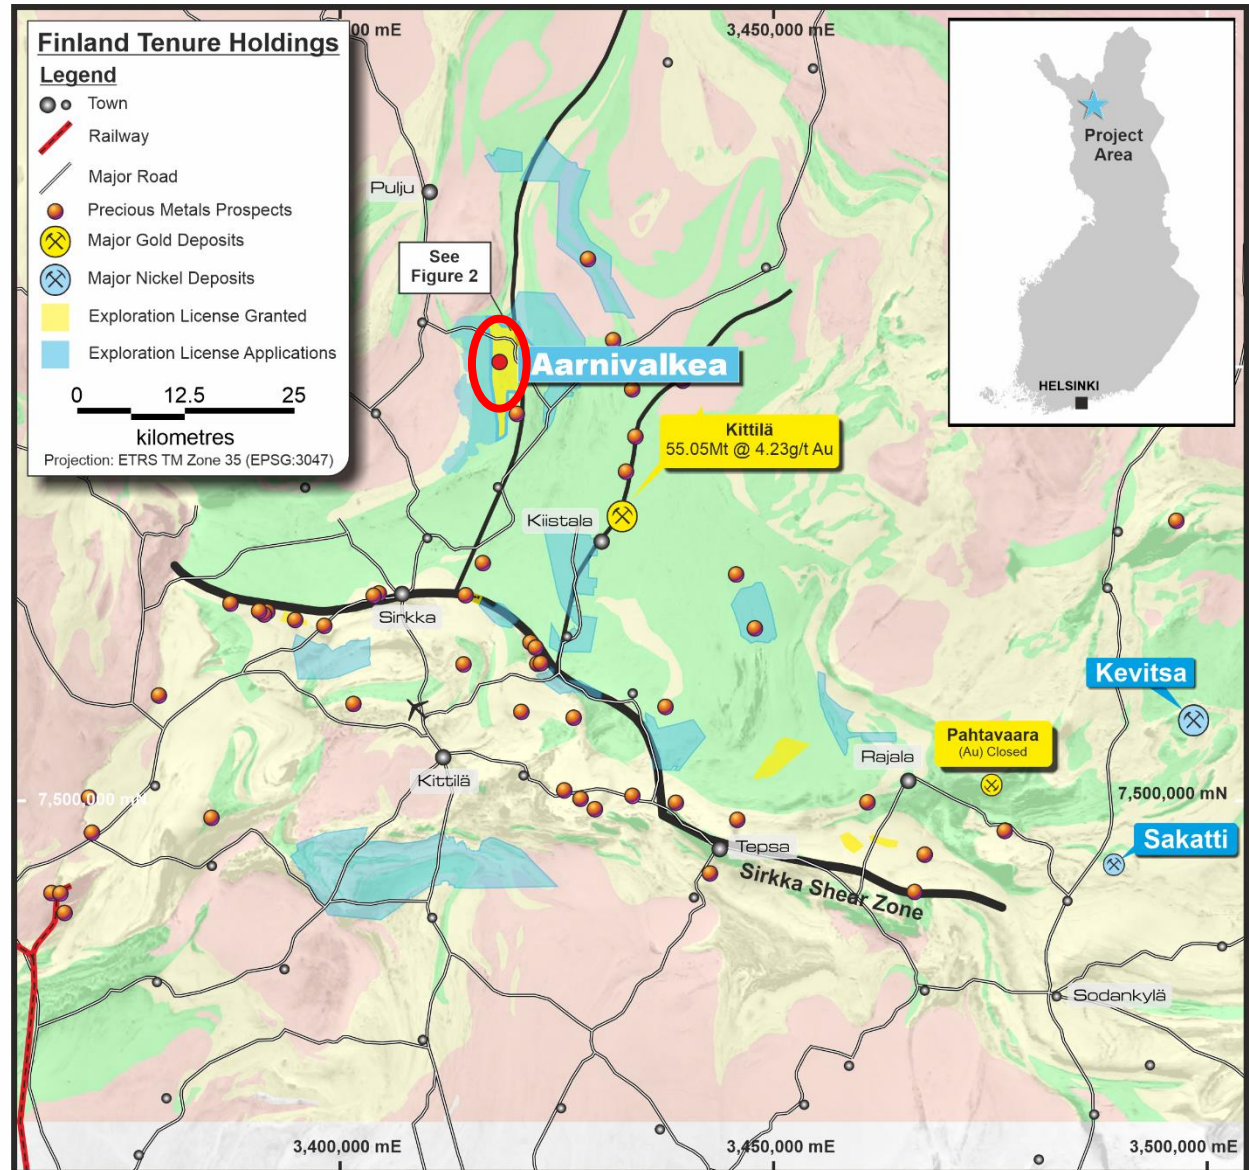 Finland Tenure Holdings
Legend
Town
Railway
Major Road
Precious Metals Prospects
Major Gold Deposits
Major Nickel Deposits
Exploration License Granted
Exploration License Applications
0 12.5 25
kilometres
Projection: ETRS TM Zone 35 (EPSG:3047)
00 mE
3,450,000 mE
Project
Area
HELSINKI
Pulju
See
Figure 2
Aarnivalkea
Kittilä
55.05Mt @ 4.23g/t Au
Kiistala
Sirkka
Kevitsa
Pahtavaara
(Au) Closed
Rajala
Kittilä
7,500,000 mN
7,500,000 mN
Sakatti
Tepsa
Sirkka Shear Zone
Sodankylä
3,400,000 mE
3,450,000 mE
3,500,000 mE